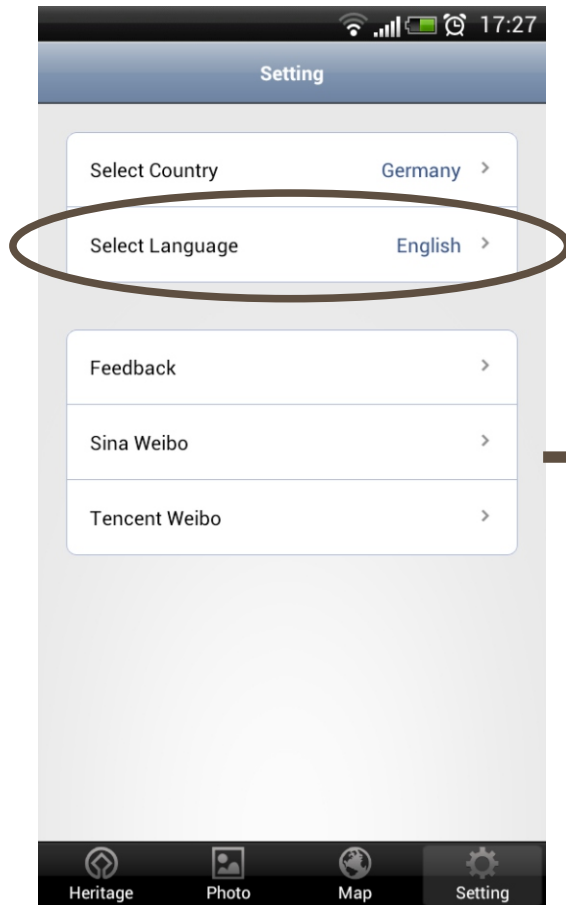 17:27
Setting
Select Country Germany >
Select Language English >
Feedback >
Sina Weibo >
Tencent Weibo >
Heritage Photo Map Setting